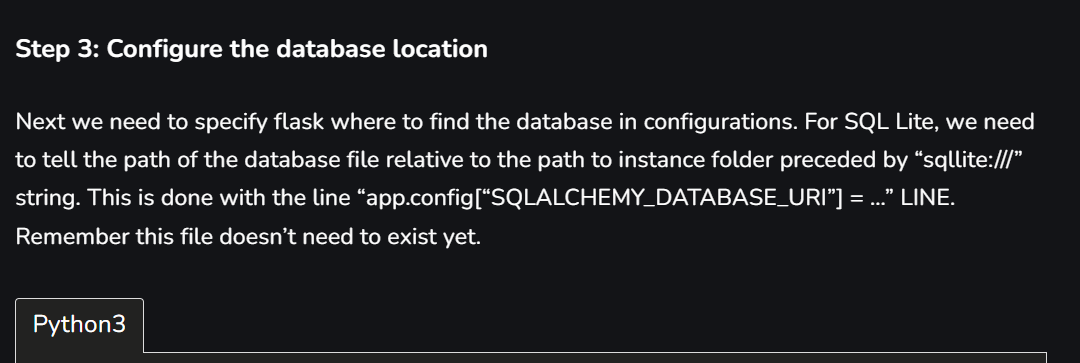 Step 3: Configure the database location
Next we need to specify flask where to find the database in configurations. For SQL Lite, we need
to tell the path of the database file relative to the path to instance folder preceded by “sqllite:///”
string. This is done with the line “app.config[“SQLALCHEMY_DATABASE_URI”] = …” LINE.
Remember this file doesn’t need to exist yet.
Python3